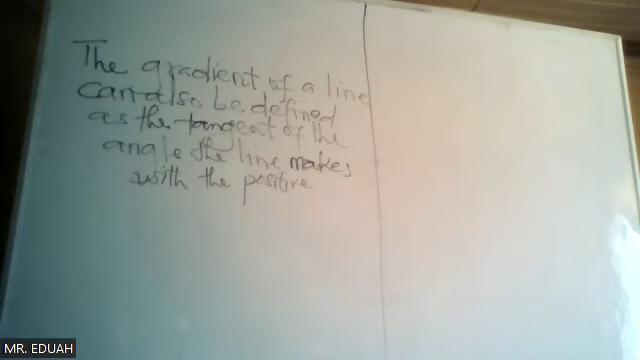 The gradient of a line
can also be defined
as the tangent of the
angle the line makes
with the positive
MR. EDUAH